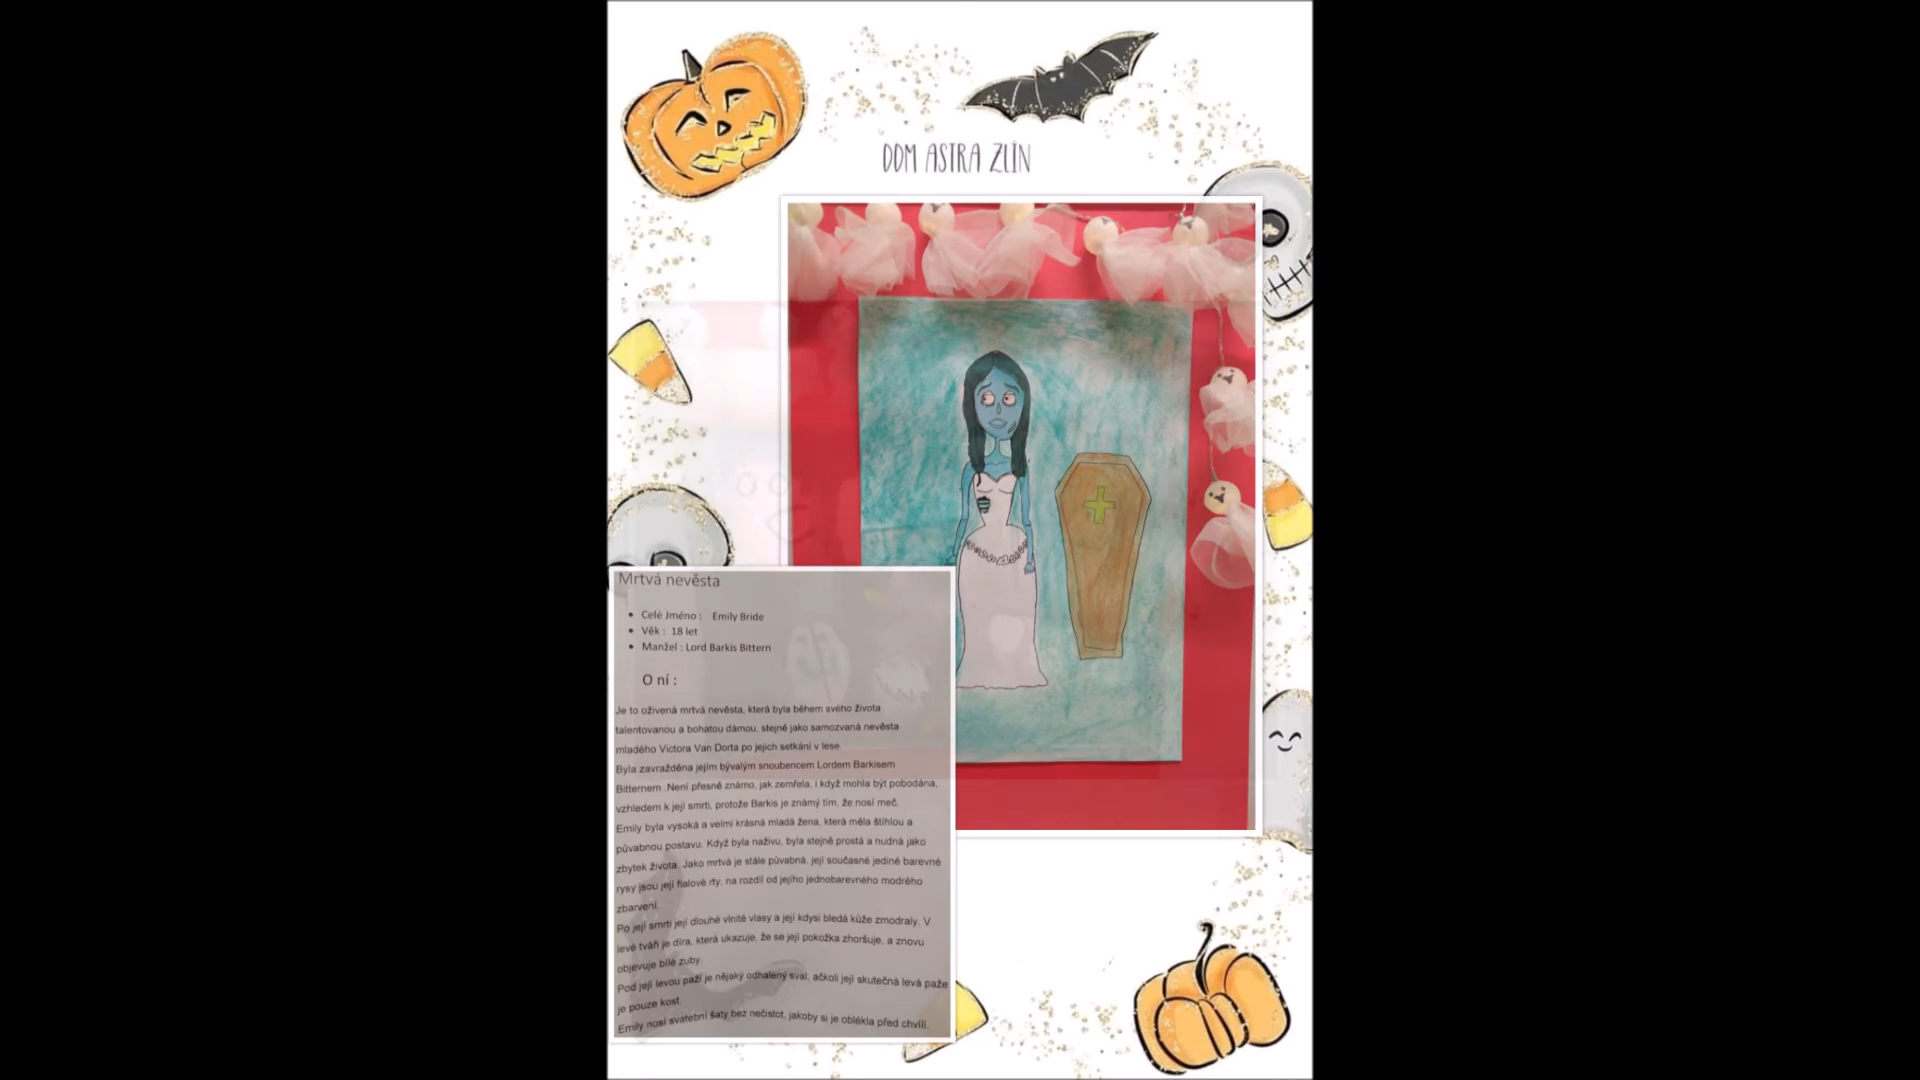 DDM ASTRA ZLÍN
Mrtvá nevěsta
• Celé Jméno : Emily Bride
• Věk : 18 let
• Manžel : Lord Barkis Bittern
O ní :
Je to oživená mrtvá nevěsta, která byla během svého života
talentovanou a bohatou dámou, stejně jako samozvaná nevěsta
mladého Victora Van Dorta po jejich setkání v lese
Byla zavražděna jejím bývalým snoubencem Lordem Barkisem
Bitternem .Není přesně známo, jak zemřela, i když mohla být pobodána,
vzhledem k její smrti, protože Barkis je známý tím, že nosí meč.
Emily byla vysoká a velmi krásná mladá žena, která měla štíhlou a
půvabnou postavu. Když byla naživu, byla stejně prostá a nudná jako
zbytek života. Jako mrtvá je stále půvabná, její současné jediné barevné
rysy jsou její fialové rty, na rozdíl od jejího jednobarevného modrého
zbarvení.
Po její smrti její dlouhé vlnité vlasy a její kdysi bledá kůže zmodraly. V
levé tváři je díra, která ukazuje, že se její pokožka zhoršuje, a znovu
objevuje bílé zuby.
Pod její levou paží je nějaký odhalený sval, ačkoli její skutečná levá paže
je pouze kost.
Emily nosí svatební šaty bez nečistot, jakoby si je oblékla před chvílí.